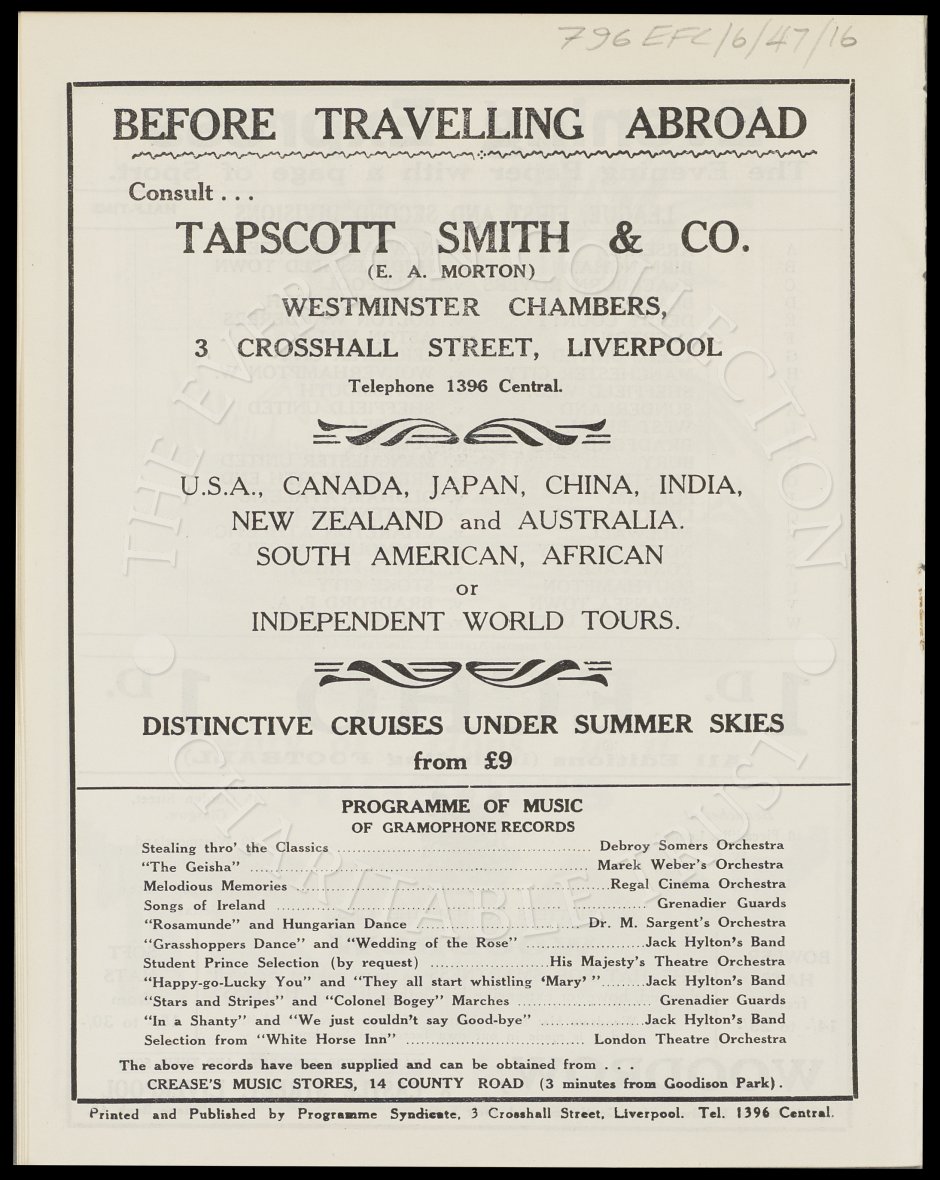 796 EFC/6/47/16
BEFORE TRAVELLING ABROAD
Consult . . .
TAPSCOTT SMITH & CO.
(E. A. MORTON)
WESTMINSTER CHAMBERS,
3 CROSSHALL STREET, LIVERPOOL
Telephone 1396 Central.
U.S.A., CANADA, JAPAN, CHINA, INDIA,
NEW ZEALAND and AUSTRALIA.
SOUTH AMERICAN, AFRICAN
or
INDEPENDENT WORLD TOURS.
DISTINCTIVE CRUISES UNDER SUMMER SKIES
from £9
PROGRAMME OF MUSIC
OF GRAMOPHONE RECORDS
Stealing thro' the Classics ... Debroy Somers Orchestra
"The Geisha" ... Marek Weber's Orchestra
Melodious Memories ... Regal Cinema Orchestra
Songs of Ireland ... Grenadier Guards
"Rosamunde" and Hungarian Dance ... Dr. M. Sargent's Orchestra
"Grasshoppers Dance" and "Wedding of the Rose" ... Jack Hylton's Band
Student Prince Selection (by request) ... His Majesty's Theatre Orchestra
"Happy-go-Lucky You" and "They all start whistling 'Mary' " ... Jack Hylton's Band
"Stars and Stripes" and "Colonel Bogey" Marches ... Grenadier Guards
"In a Shanty" and "We just couldn't say Good-bye" ... Jack Hylton's Band
Selection from "White Horse Inn" ... London Theatre Orchestra
The above records have been supplied and can be obtained from . . .
CREASE'S MUSIC STORES, 14 COUNTY ROAD (3 minutes from Goodison Park).
Printed and Published by Programme Syndicate, 3 Crosshall Street, Liverpool. Tel. 1396 Central.
THE EVERTON COLLECTION
CHARITABLE TRUST